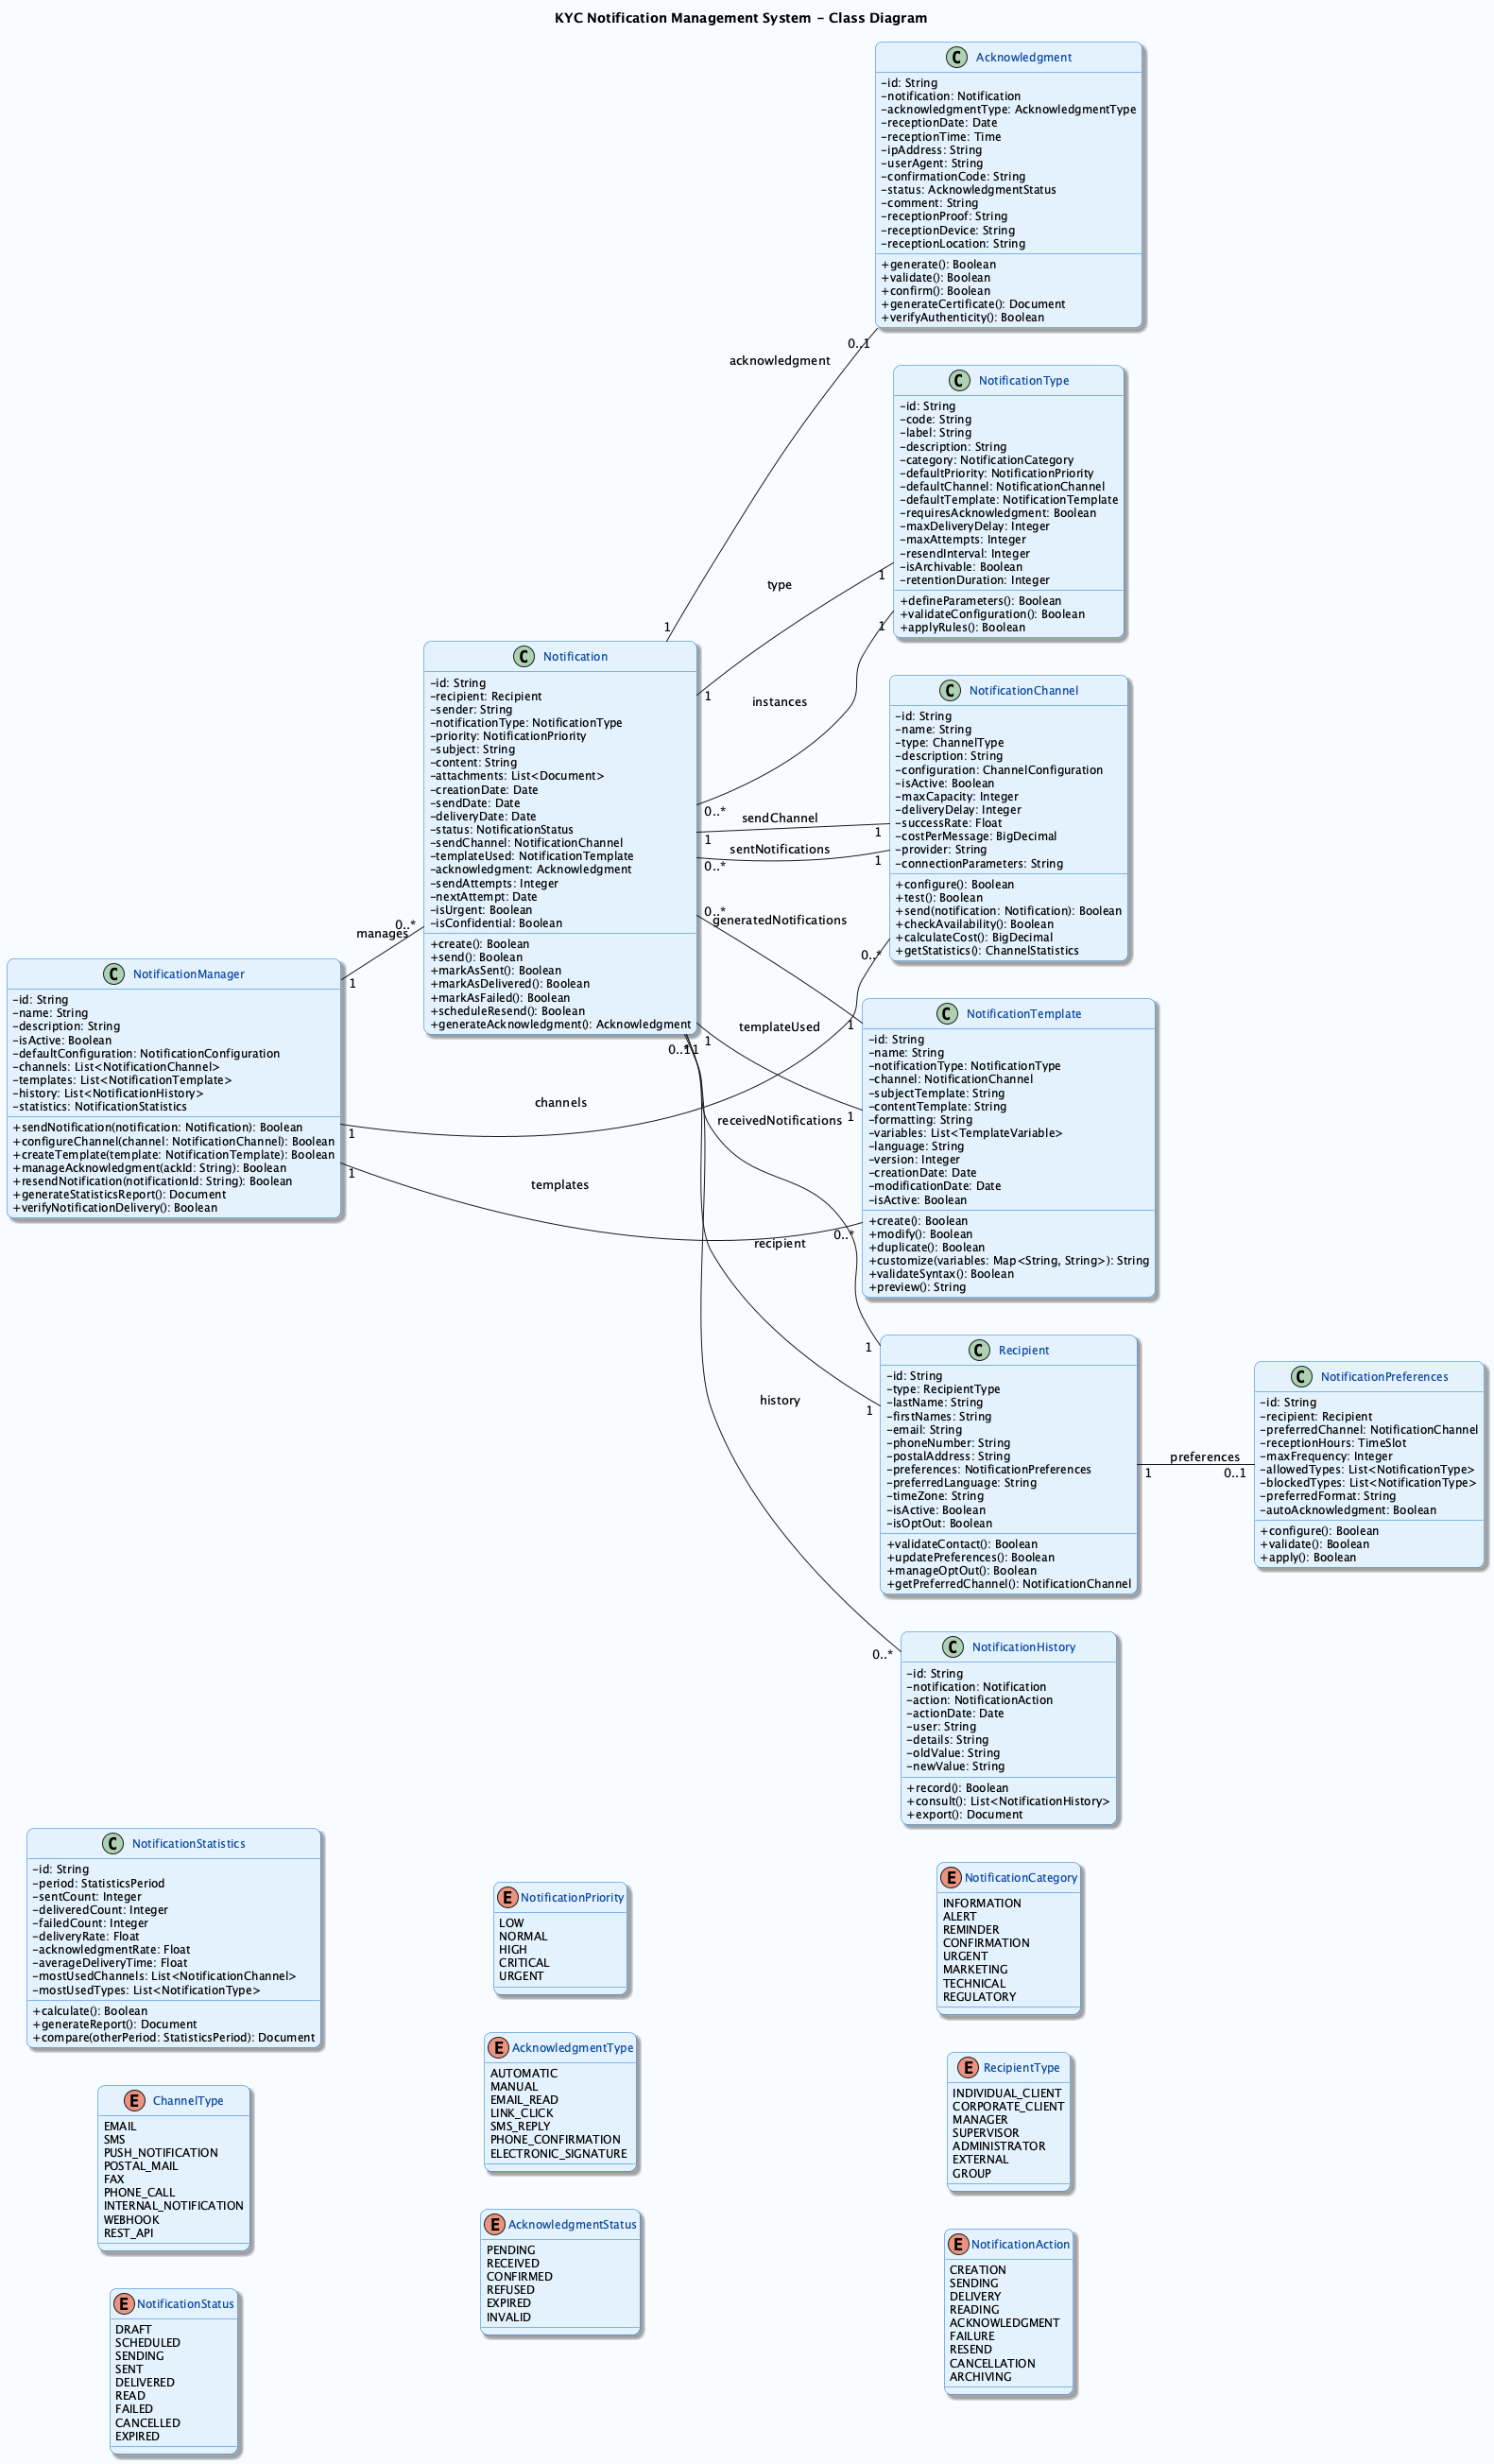 KYC Notification Management System - Class Diagram
Acknowledgment
-id: String
-notification: Notification
-acknowledgmentType: AcknowledgmentType
-receptionDate: Date
-receptionTime: Time
-ipAddress: String
-userAgent: String
-confirmationCode: String
-status: AcknowledgmentStatus
-comment: String
-receptionProof: String
-receptionDevice: String
-receptionLocation: String
+generate(): Boolean
+validate(): Boolean
+confirm(): Boolean
+generateCertificate(): Document
+verifyAuthenticity(): Boolean
0..1
acknowledgment
1
NotificationType
-id: String
-code: String
-label: String
-description: String
-category: NotificationCategory
-defaultPriority: NotificationPriority
-defaultChannel: NotificationChannel
-defaultTemplate: NotificationTemplate
-requiresAcknowledgment: Boolean
-maxDeliveryDelay: Integer
-maxAttempts: Integer
-resendInterval: Integer
-isArchivable: Boolean
-retentionDuration: Integer
+defineParameters(): Boolean
+validateConfiguration(): Boolean
+applyRules(): Boolean
type
1
1
instances
1
0..*
Notification
-id: String
-recipient: Recipient
-sender: String
-notificationType: NotificationType
-priority: NotificationPriority
-subject: String
-content: String
-attachments: List<Document>
-creationDate: Date
-sendDate: Date
-deliveryDate: Date
-status: NotificationStatus
-sendChannel: NotificationChannel
-templateUsed: NotificationTemplate
-acknowledgment: Acknowledgment
-sendAttempts: Integer
-nextAttempt: Date
-isUrgent: Boolean
-isConfidential: Boolean
+create(): Boolean
+send(): Boolean
+markAsSent(): Boolean
+markAsDelivered(): Boolean
+markAsFailed(): Boolean
+scheduleResend(): Boolean
+generateAcknowledgment(): Acknowledgment
NotificationChannel
-id: String
-name: String
-type: ChannelType
-description: String
-configuration: ChannelConfiguration
-isActive: Boolean
-maxCapacity: Integer
-deliveryDelay: Integer
-successRate: Float
-costPerMessage: BigDecimal
-provider: String
-connectionParameters: String
+configure(): Boolean
+test(): Boolean
+send(notification: Notification): Boolean
+checkAvailability(): Boolean
+calculateCost(): BigDecimal
+getStatistics(): ChannelStatistics
sendChannel
1
1
sentNotifications
0..*
1
0..*
generatedNotifications
1
0..*
manages
0..*
1
NotificationManager
-id: String
-name: String
-description: String
-isActive: Boolean
-defaultConfiguration: NotificationConfiguration
-channels: List<NotificationChannel>
-templates: List<NotificationTemplate>
-history: List<NotificationHistory>
-statistics: NotificationStatistics
+sendNotification(notification: Notification): Boolean
+configureChannel(channel: NotificationChannel): Boolean
+createTemplate(template: NotificationTemplate): Boolean
+manageAcknowledgment(ackId: String): Boolean
+resendNotification(notificationId: String): Boolean
+generateStatisticsReport(): Document
+verifyNotificationDelivery(): Boolean
NotificationTemplate
-id: String
-name: String
-notificationType: NotificationType
-channel: NotificationChannel
-subjectTemplate: String
-contentTemplate: String
-formatting: String
-variables: List<TemplateVariable>
-language: String
-version: Integer
-creationDate: Date
-modificationDate: Date
-isActive: Boolean
+create(): Boolean
+modify(): Boolean
+duplicate(): Boolean
+customize(variables: Map<String, String>): String
+validateSyntax(): Boolean
+preview(): String
templateUsed
1
1
channels
1
templates
1
0..*
receivedNotifications
1
recipient
1
history
0..*
Recipient
-id: String
-type: RecipientType
-lastName: String
-firstNames: String
-email: String
-phoneNumber: String
-postalAddress: String
-preferences: NotificationPreferences
-preferredLanguage: String
-timeZone: String
-isActive: Boolean
-isOptOut: Boolean
+validateContact(): Boolean
+updatePreferences(): Boolean
+manageOptOut(): Boolean
+getPreferredChannel(): NotificationChannel
preferences
1
0..1
NotificationPreferences
-id: String
-recipient: Recipient
-preferredChannel: NotificationChannel
-receptionHours: TimeSlot
-maxFrequency: Integer
-allowedTypes: List<NotificationType>
-blockedTypes: List<NotificationType>
-preferredFormat: String
-autoAcknowledgment: Boolean
+configure(): Boolean
+validate(): Boolean
+apply(): Boolean
NotificationHistory
-id: String
-notification: Notification
-action: NotificationAction
-actionDate: Date
-user: String
-details: String
-oldValue: String
-newValue: String
+record(): Boolean
+consult(): List<NotificationHistory>
+export(): Document
NotificationStatistics
-id: String
-period: StatisticsPeriod
-sentCount: Integer
-deliveredCount: Integer
-failedCount: Integer
-deliveryRate: Float
-acknowledgmentRate: Float
-averageDeliveryTime: Float
-mostUsedChannels: List<NotificationChannel>
-mostUsedTypes: List<NotificationType>
+calculate(): Boolean
+generateReport(): Document
+compare(otherPeriod: StatisticsPeriod): Document
NotificationPriority
LOW
NORMAL
HIGH
CRITICAL
URGENT
NotificationCategory
INFORMATION
ALERT
REMINDER
CONFIRMATION
URGENT
MARKETING
TECHNICAL
REGULATORY
ChannelType
EMAIL
SMS
PUSH_NOTIFICATION
POSTAL_MAIL
FAX
PHONE_CALL
INTERNAL_NOTIFICATION
WEBHOOK
REST_API
AcknowledgmentType
AUTOMATIC
MANUAL
EMAIL_READ
LINK_CLICK
SMS_REPLY
PHONE_CONFIRMATION
ELECTRONIC_SIGNATURE
RecipientType
INDIVIDUAL_CLIENT
CORPORATE_CLIENT
MANAGER
SUPERVISOR
ADMINISTRATOR
EXTERNAL
GROUP
NotificationStatus
DRAFT
SCHEDULED
SENDING
SENT
DELIVERED
READ
FAILED
CANCELLED
EXPIRED
AcknowledgmentStatus
PENDING
RECEIVED
CONFIRMED
REFUSED
EXPIRED
INVALID
NotificationAction
CREATION
SENDING
DELIVERY
READING
ACKNOWLEDGMENT
FAILURE
RESEND
CANCELLATION
ARCHIVING